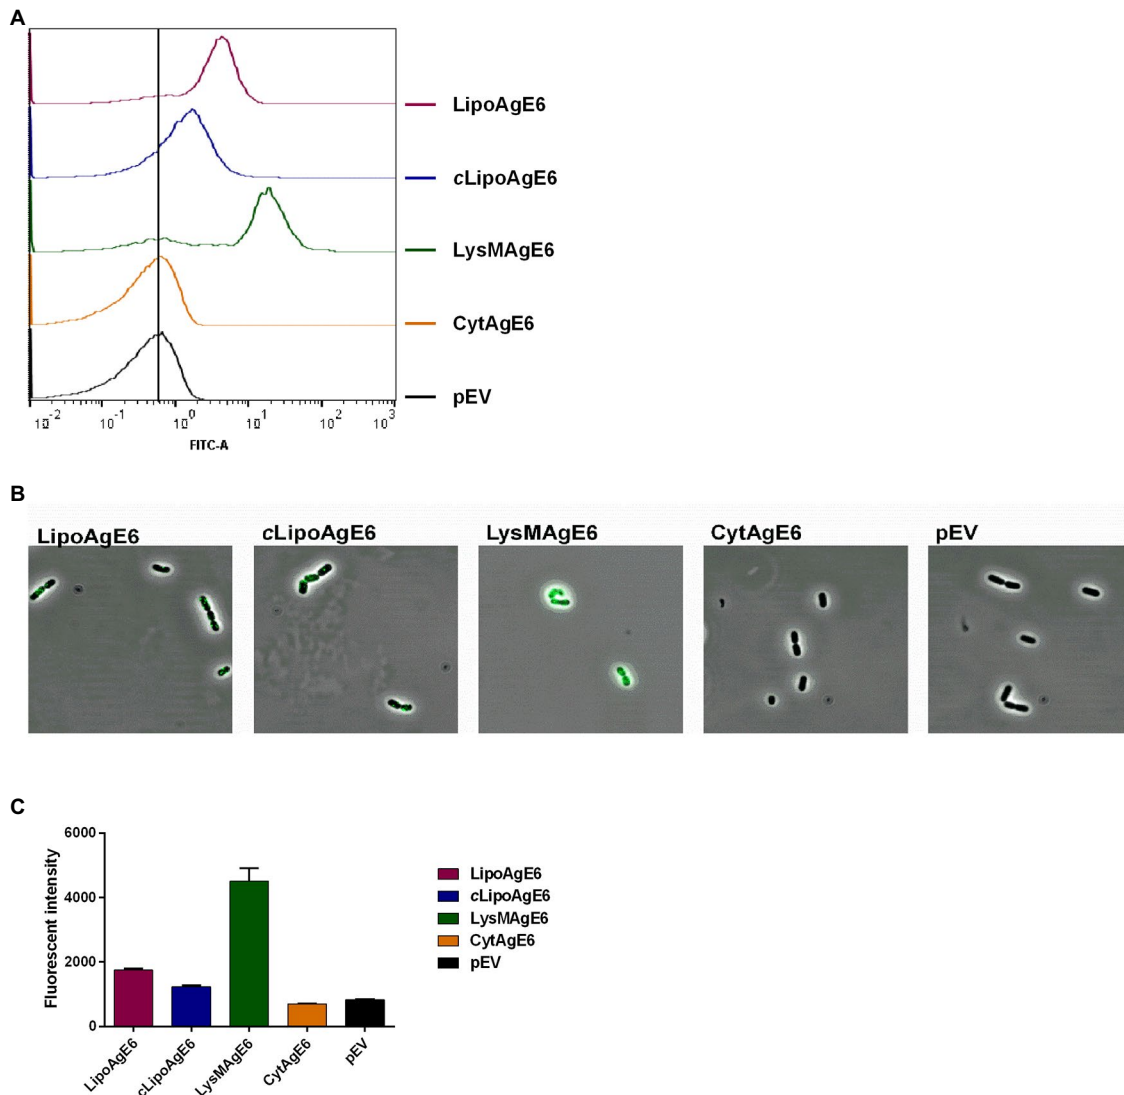 A
LipoAgE6
cLipoAgE6
LysMAgE6
CytAgE6
pEV
10^-2 10^-1 10^0 10^1 10^2 10^3
FITC-A
B
LipoAgE6 cLipoAgE6 LysMAgE6 CytAgE6 pEV
C
Fluorescent intensity
6000
4000
2000
0
LipoAgE6 cLipoAgE6 LysMAgE6 CytAgE6 pEV
LipoAgE6
cLipoAgE6
LysMAgE6
CytAgE6
pEV